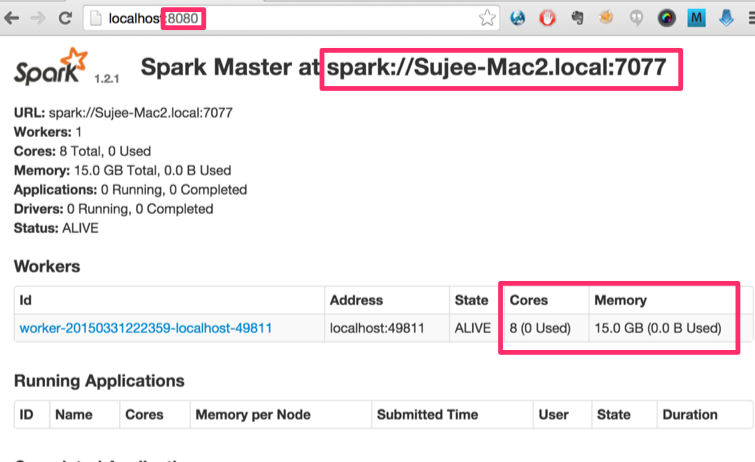 localhost:8080
Spark 1.2.1 Spark Master at spark://Sujee-Mac2.local:7077
URL: spark://Sujee-Mac2.local:7077
Workers: 1
Cores: 8 Total, 0 Used
Memory: 15.0 GB Total, 0.0 B Used
Applications: 0 Running, 0 Completed
Drivers: 0 Running, 0 Completed
Status: ALIVE
Workers
Id Address State Cores Memory
worker-20150331222359-localhost-49811 localhost:49811 ALIVE 8 (0 Used) 15.0 GB (0.0 B Used)
Running Applications
ID Name Cores Memory per Node Submitted Time User State Duration